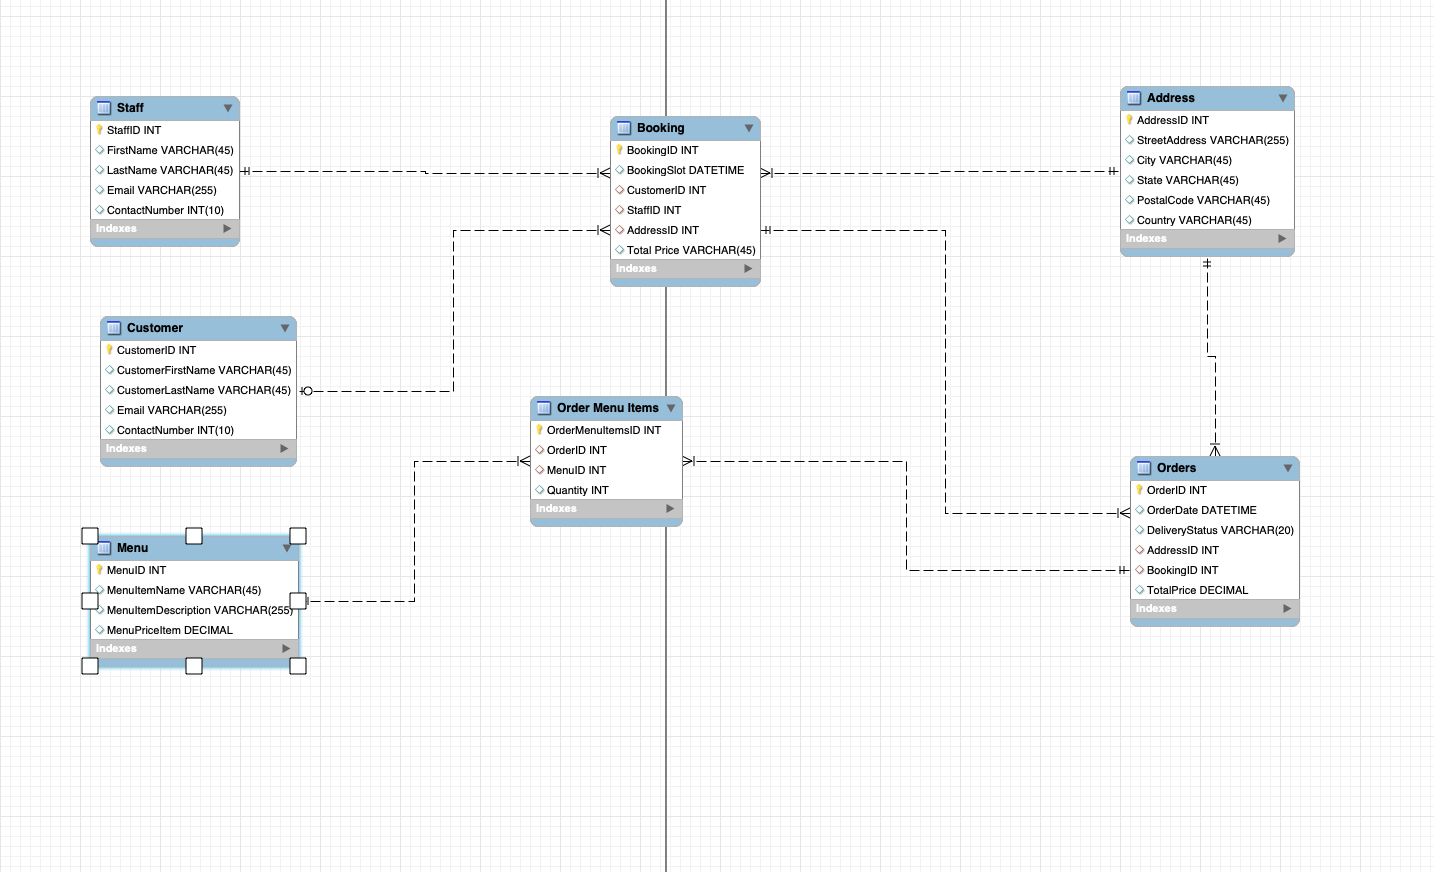 Staff
StaffID INT
FirstName VARCHAR(45)
LastName VARCHAR(45)
Email VARCHAR(255)
ContactNumber INT(10)
Indexes
Booking
BookingID INT
BookingSlot DATETIME
CustomerID INT
StaffID INT
AddressID INT
Total Price VARCHAR(45)
Indexes
Address
AddressID INT
StreetAddress VARCHAR(255)
City VARCHAR(45)
State VARCHAR(45)
PostalCode VARCHAR(45)
Country VARCHAR(45)
Indexes
Customer
CustomerID INT
CustomerFirstName VARCHAR(45)
CustomerLastName VARCHAR(45)
Email VARCHAR(255)
ContactNumber INT(10)
Indexes
Order Menu Items
OrderMenuItemsID INT
OrderID INT
MenuID INT
Quantity INT
Indexes
Orders
OrderID INT
OrderDate DATETIME
DeliveryStatus VARCHAR(20)
AddressID INT
BookingID INT
TotalPrice DECIMAL
Indexes
Menu
MenuID INT
MenuItemName VARCHAR(45)
MenuItemDescription VARCHAR(255)
MenuPriceItem DECIMAL
Indexes